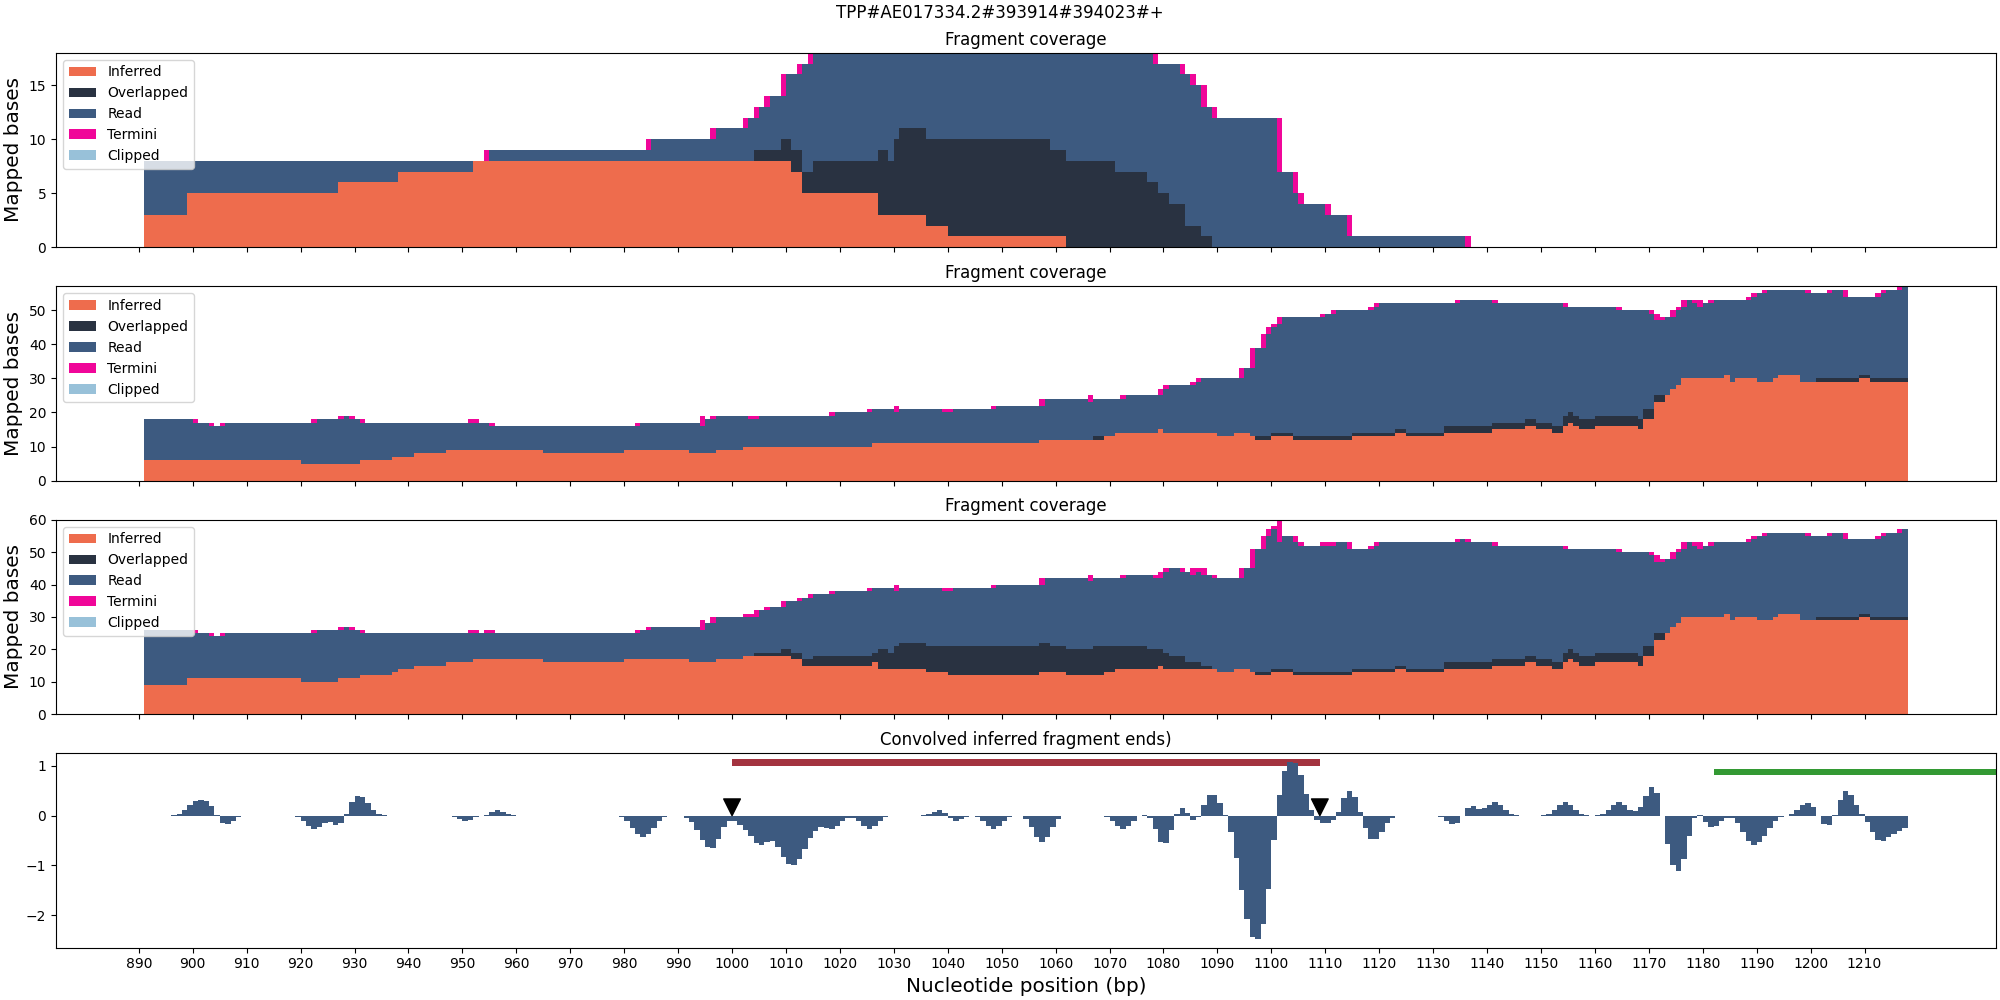 TPP#AE017334.2#393914#394023#+
Fragment coverage
Mapped bases
15
10
5
0
Inferred
Overlapped
Read
Termini
Clipped
Fragment coverage
Mapped bases
50
40
30
20
10
0
Inferred
Overlapped
Read
Termini
Clipped
Fragment coverage
Mapped bases
60
50
40
30
20
10
0
Inferred
Overlapped
Read
Termini
Clipped
Convolved inferred fragment ends)
1
0
−1
−2
890 900 910 920 930 940 950 960 970 980 990 1000 1010 1020 1030 1040 1050 1060 1070 1080 1090 1100 1110 1120 1130 1140 1150 1160 1170 1180 1190 1200 1210
Nucleotide position (bp)